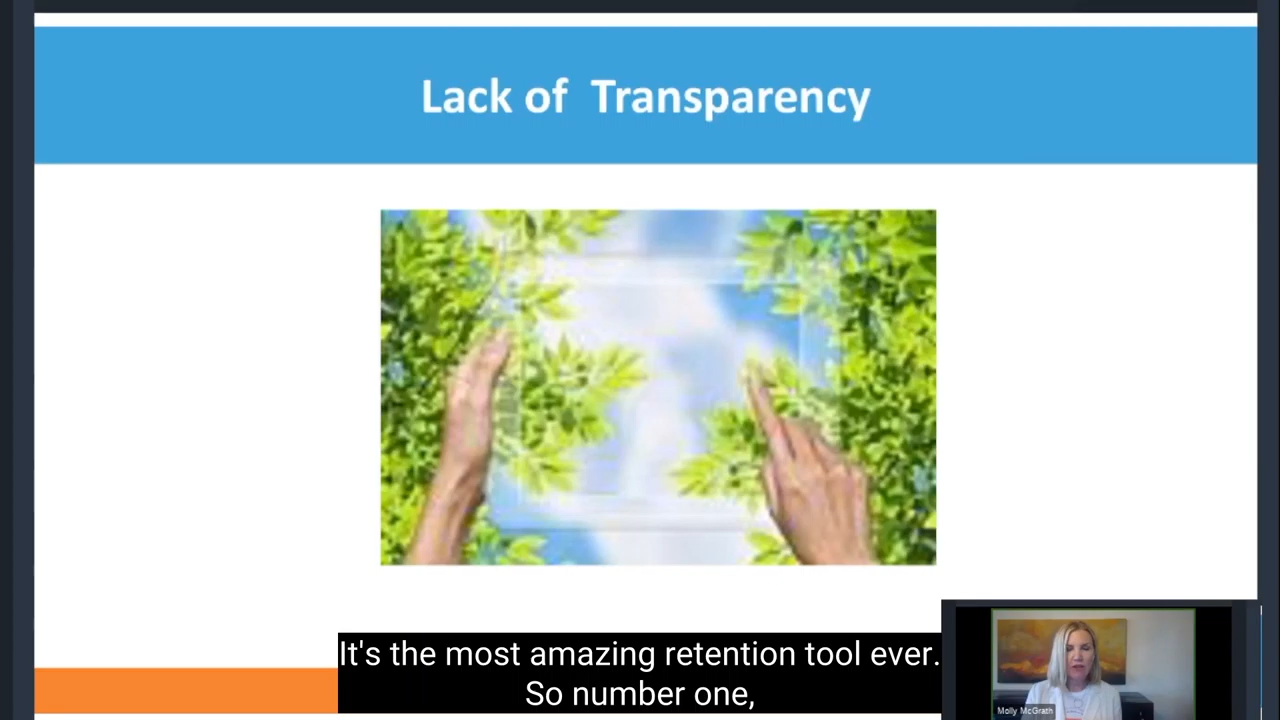 Lack of  Transparency
It's the most amazing retention tool ever.
So number one,
Molly McGrath